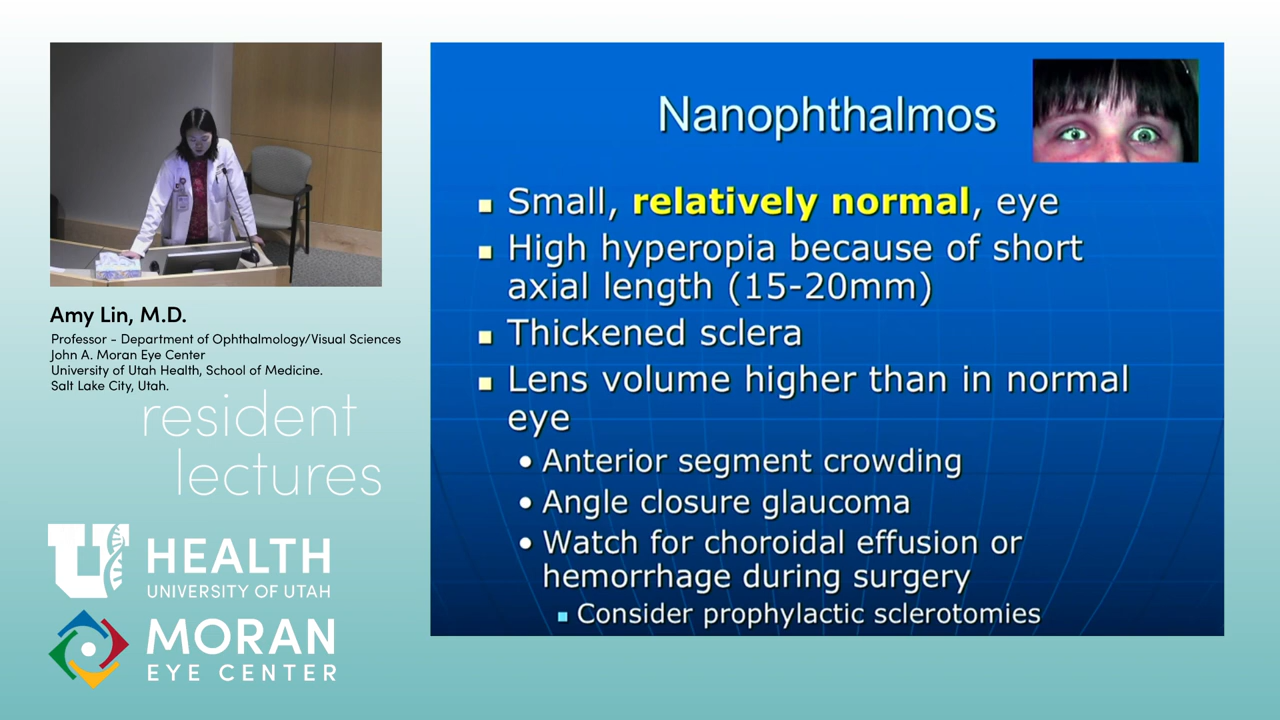 Amy Lin, M.D.
Professor - Department of Ophthalmology/Visual Sciences
John A. Moran Eye Center
University of Utah Health, School of Medicine.
Salt Lake City, Utah.
resident
lectures
U HEALTH
UNIVERSITY OF UTAH
MORAN
EYE CENTER
Nanophthalmos
Small, relatively normal, eye
High hyperopia because of short
axial length (15-20mm)
Thickened sclera
Lens volume higher than in normal
eye
Anterior segment crowding
Angle closure glaucoma
Watch for choroidal effusion or
hemorrhage during surgery
Consider prophylactic sclerotomies